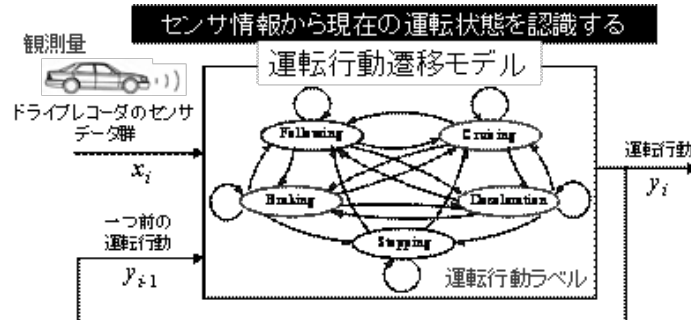 センサ情報から現在の運転状態を認識する
観測量
運転行動遷移モデル
ドライブレコーダのセンサ
データ群
x_i
Following
Cruising
Braking
Deceleration
Stopping
運転行動ラベル
運転行動
y_i
一つ前の
運転行動
y_{i-1}